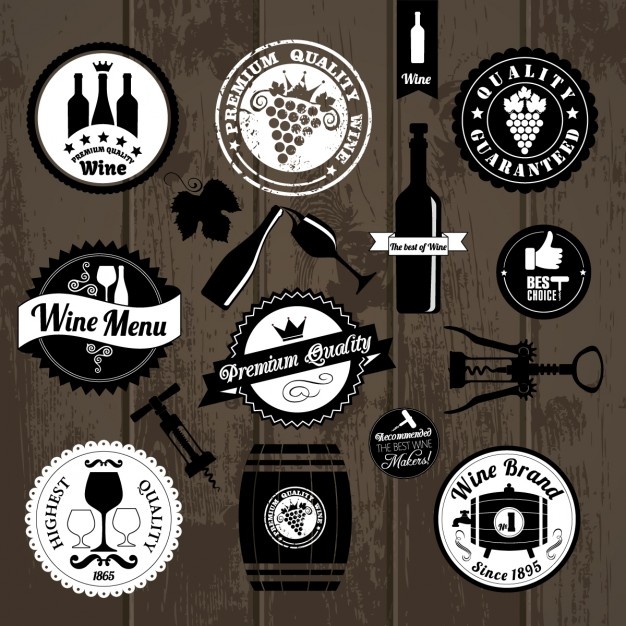 PREMIUM QUALITY
Wine
PREMIUM QUALITY WINE
Wine
QUALITY
GUARANTEED
The best of Wine
BEST
CHOICE
Wine Menu
Premium Quality
Recommended
THE BEST WINE
Makers!
HIGHEST QUALITY
1865
PREMIUM QUALITY WINE
Wine Brand
№1
Since 1895